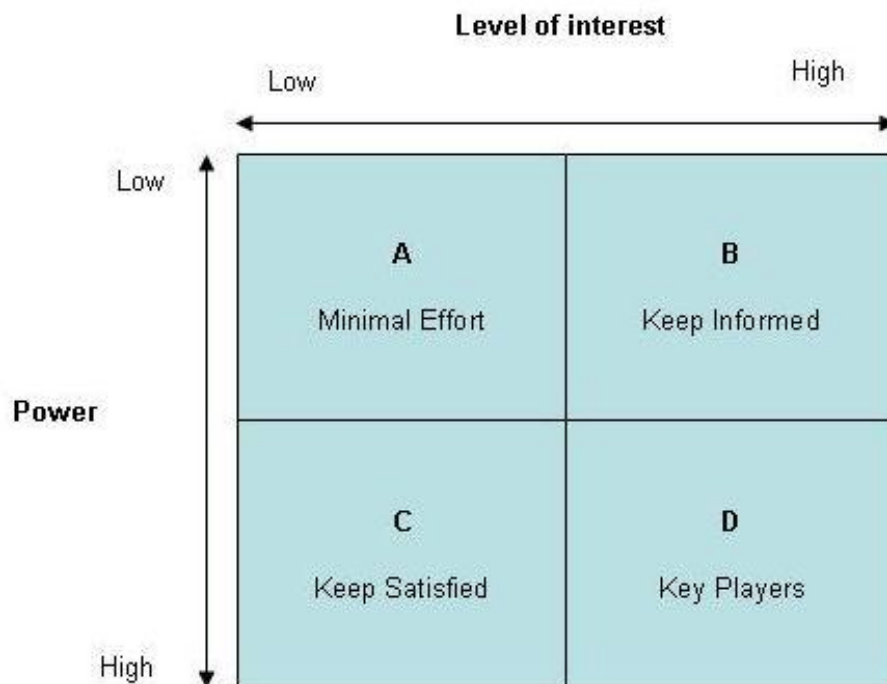 Level of interest
Low
High
Low
A
B
Minimal Effort
Keep Informed
Power
C
D
Keep Satisfied
Key Players
High